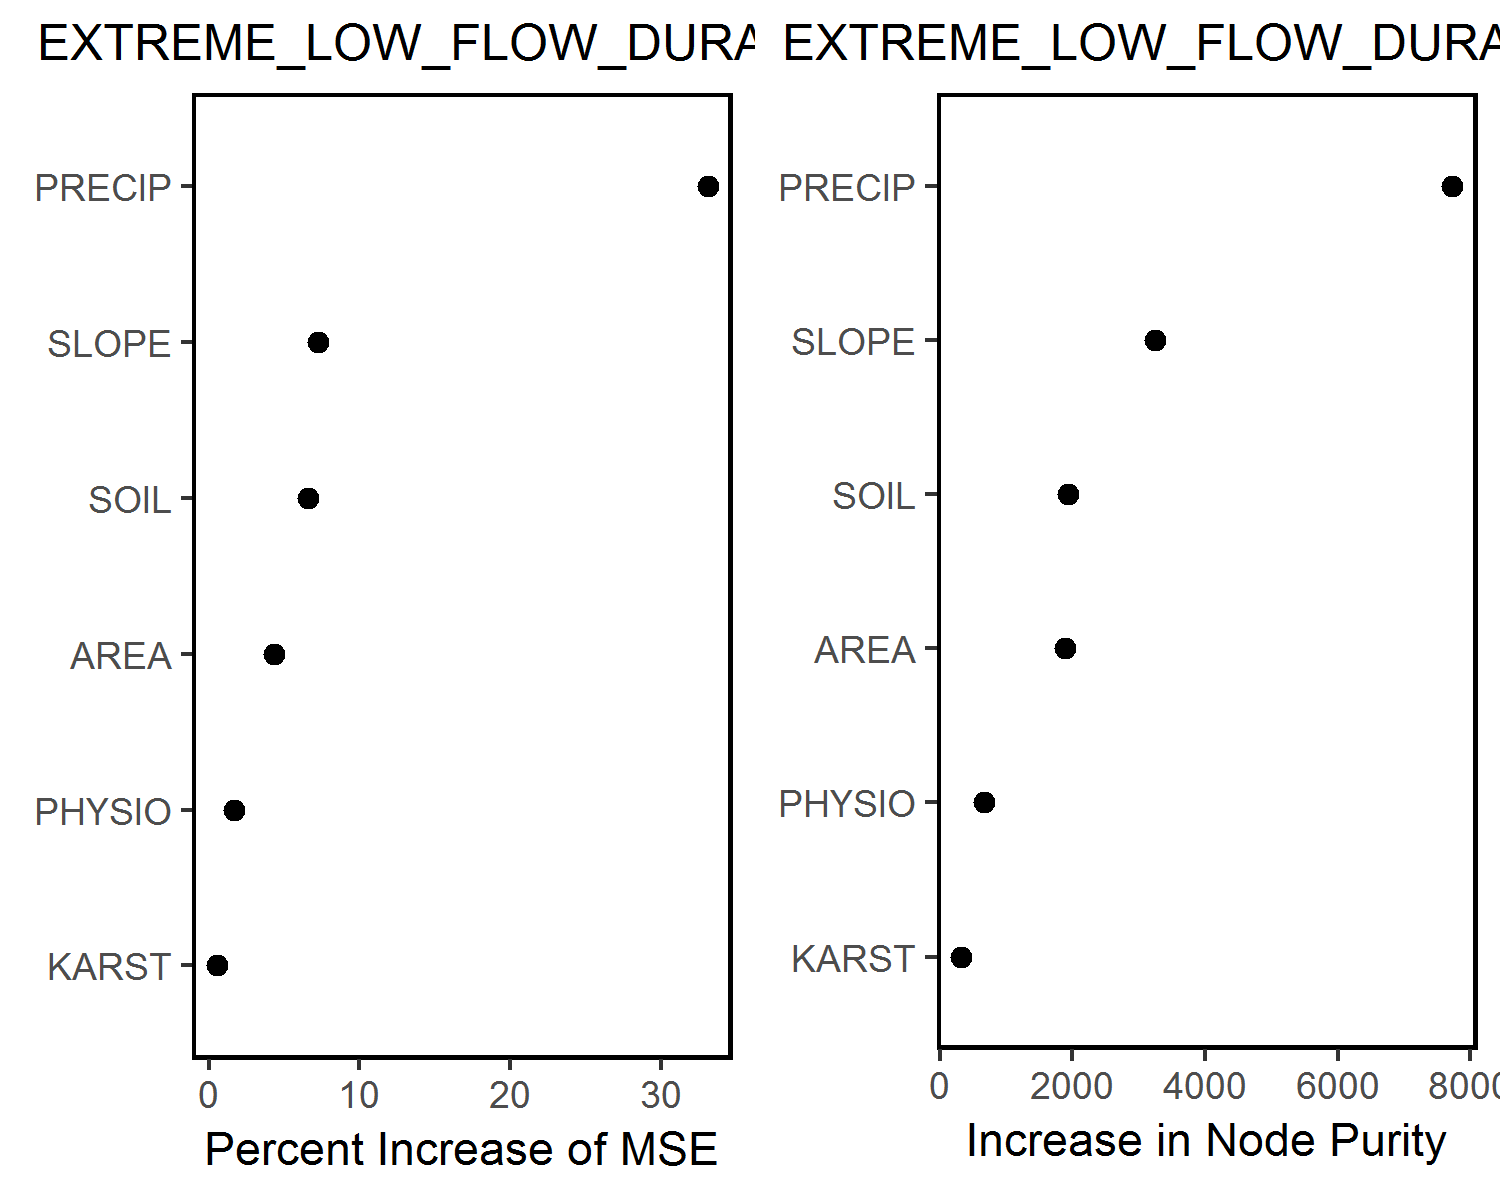 EXTREME_LOW_FLOW_DURA
PRECIP
SLOPE
SOIL
AREA
PHYSIO
KARST
0 10 20 30
Percent Increase of MSE
EXTREME_LOW_FLOW_DURA
PRECIP
SLOPE
SOIL
AREA
PHYSIO
KARST
0 2000 4000 6000 8000
Increase in Node Purity